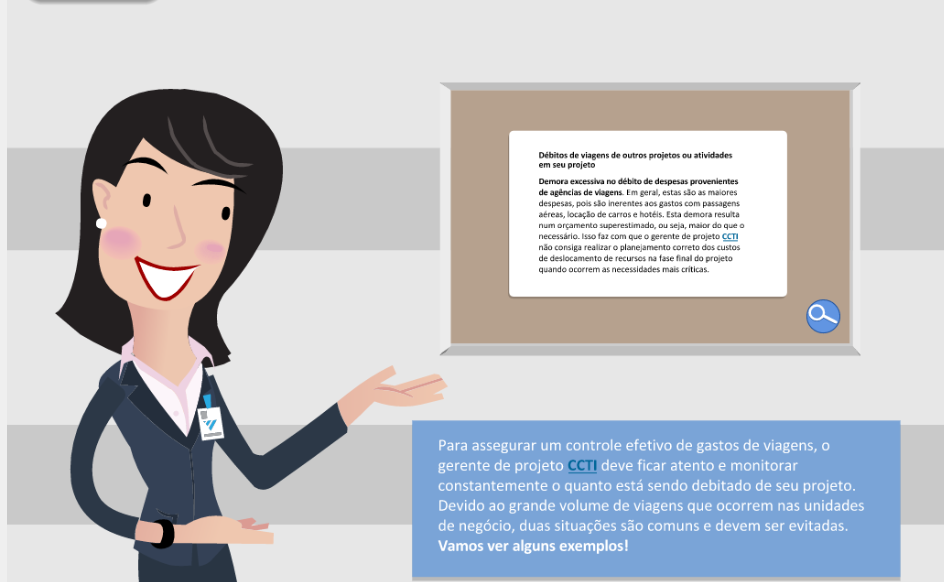 Débitos de viagens de outros projetos ou atividades
em seu projeto
Demora excessiva no débito de despesas provenientes
de agências de viagens. Em geral, estas são as maiores
despesas, pois são inerentes aos gastos com passagens
aéreas, locação de carros e hotéis. Esta demora resulta
num orçamento superestimado, ou seja, maior do que o
necessário. Isso faz com que o gerente de projeto CCTI
não consiga realizar o planejamento correto dos custos
de deslocamento de recursos na fase final do projeto
quando ocorrem as necessidades mais críticas.
Para assegurar um controle efetivo de gastos de viagens, o
gerente de projeto CCTI deve ficar atento e monitorar
constantemente o quanto está sendo debitado de seu projeto.
Devido ao grande volume de viagens que ocorrem nas unidades
de negócio, duas situações são comuns e devem ser evitadas.
Vamos ver alguns exemplos!